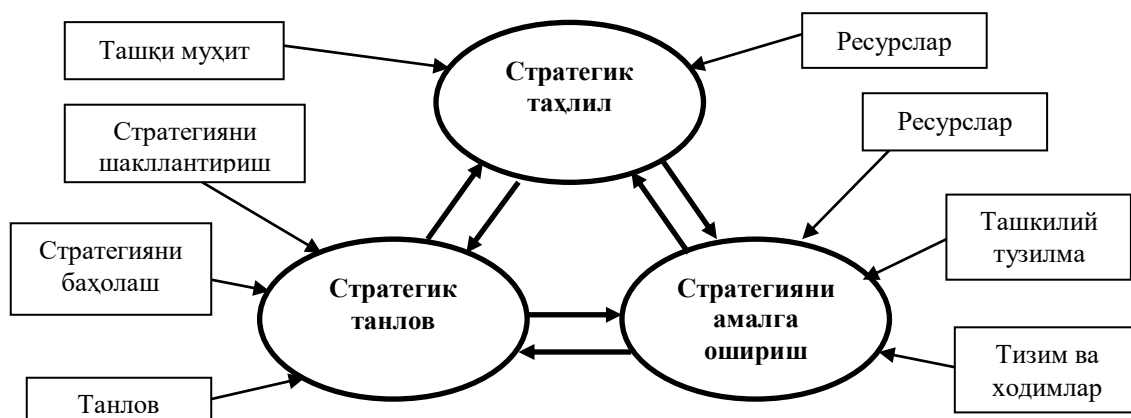 Ташқи муҳит
Стратегик
таҳлил
Ресурслар
Стратегияни
шакллантириш
Ресурслар
Стратегияни
баҳолаш
Стратегик
танлов
Стратегияни
амалга
ошириш
Ташкилий
тузилма
Танлов
Тизим ва
ходимлар